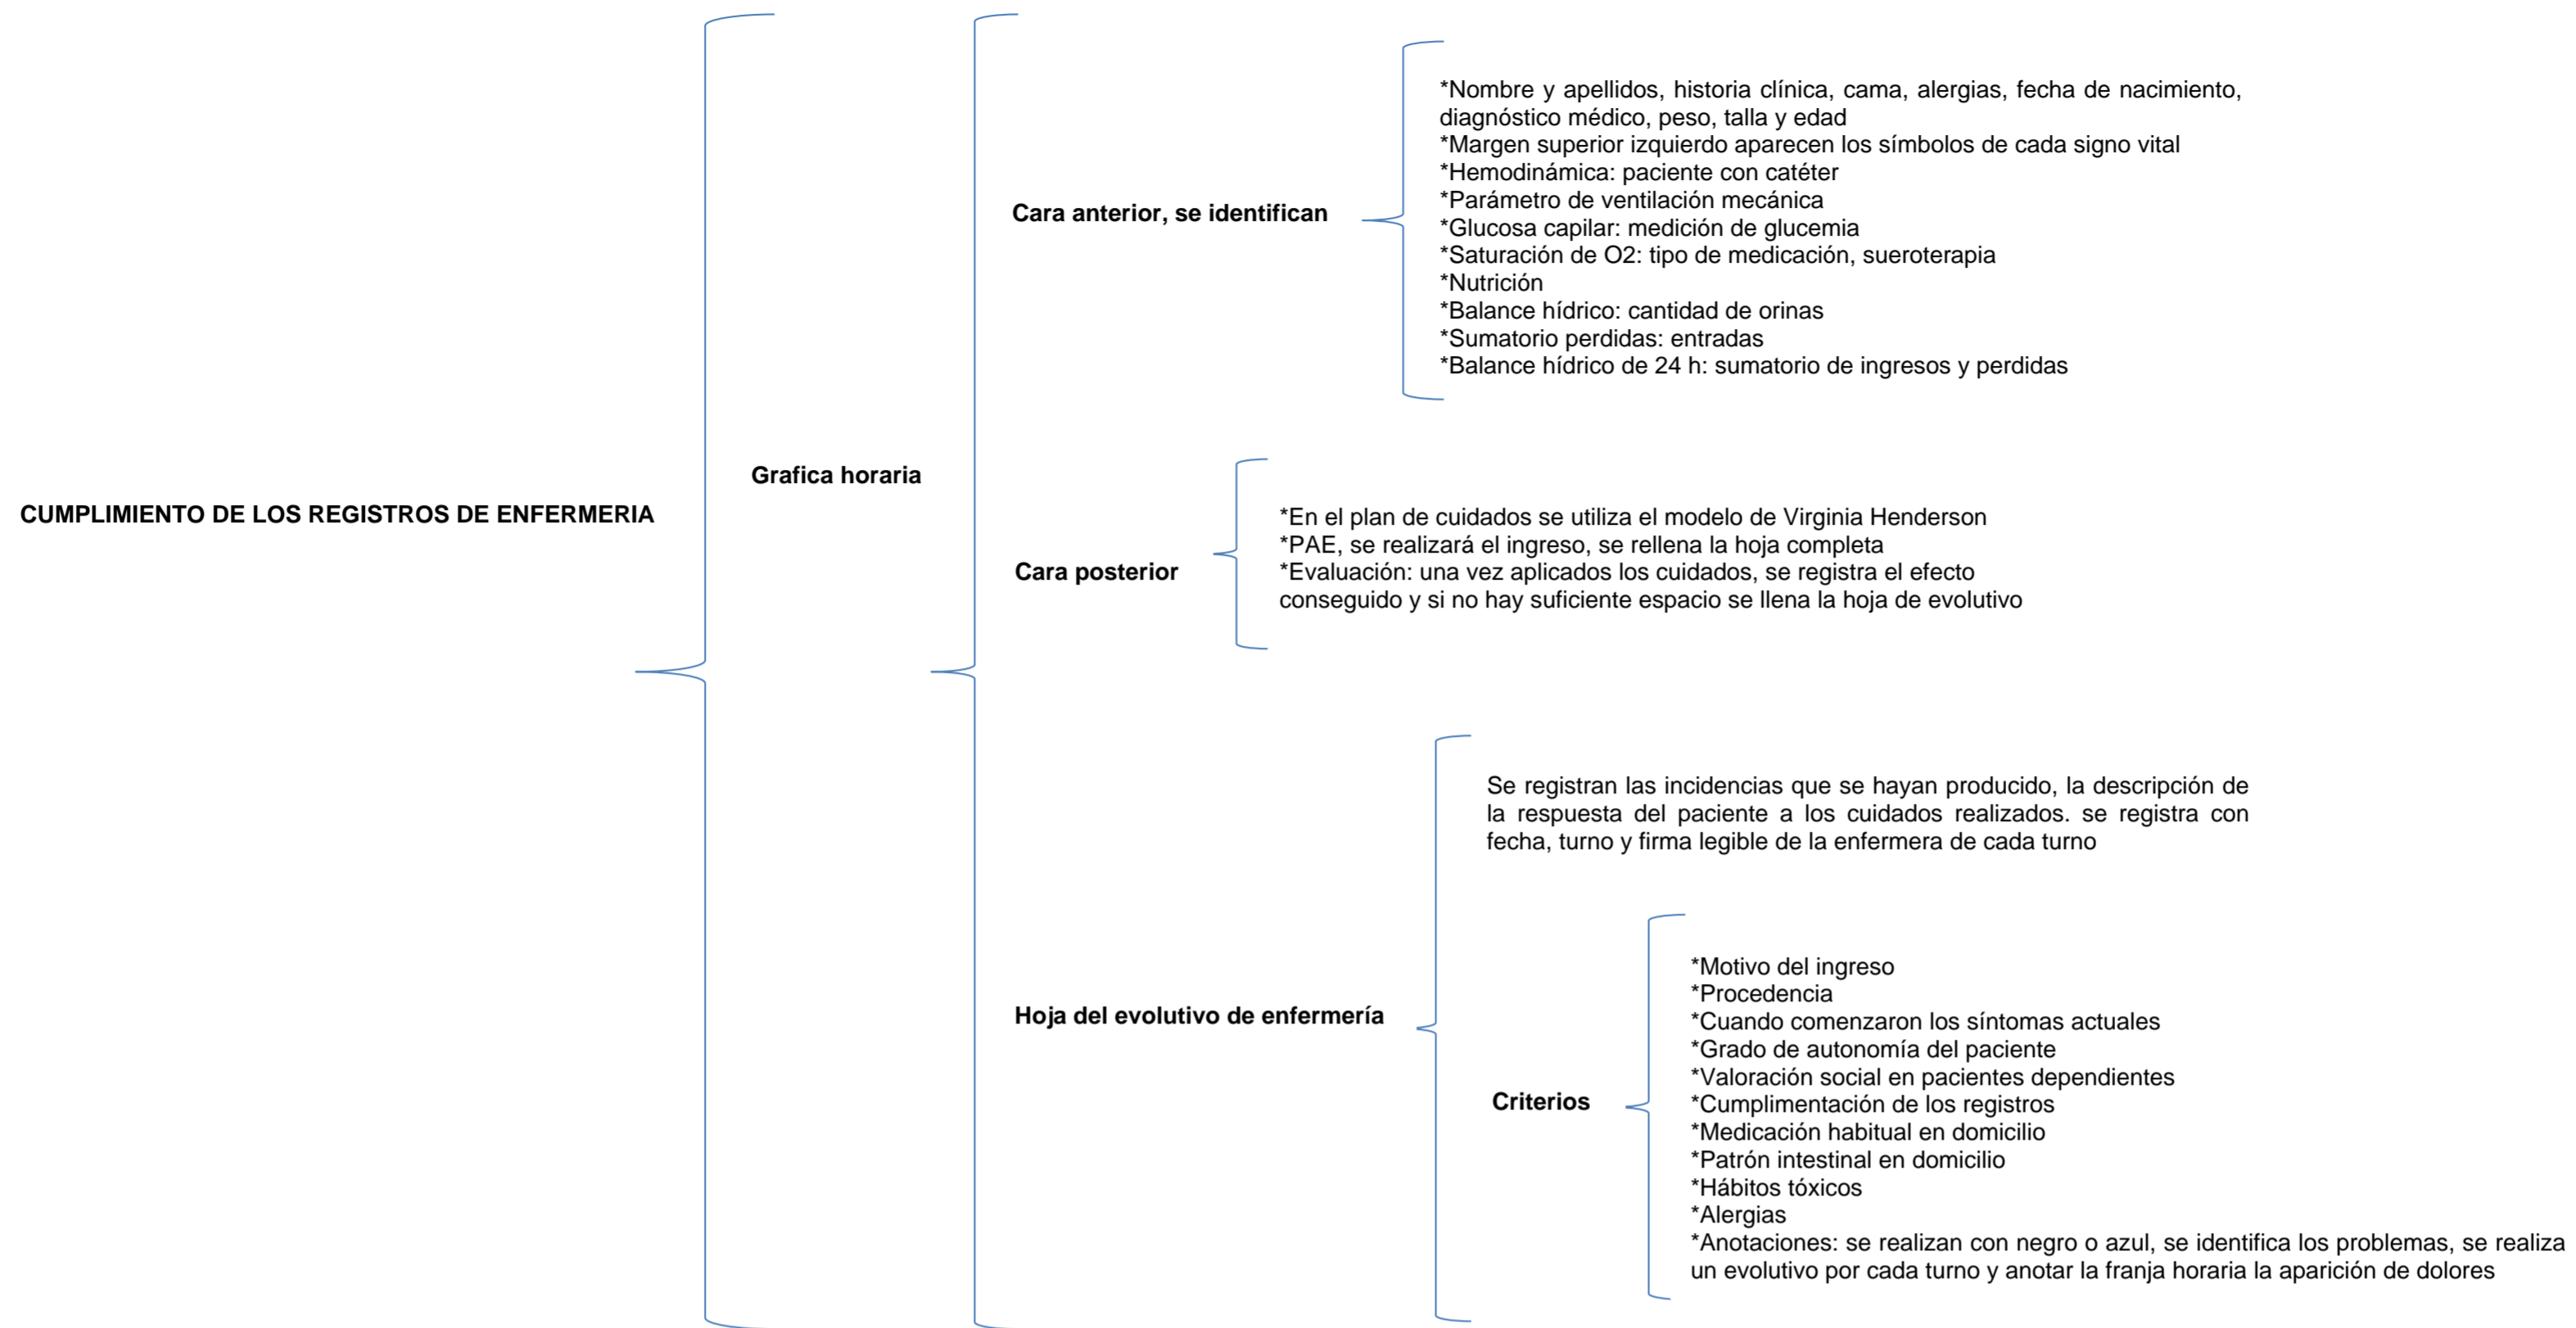 CUMPLIMIENTO DE LOS REGISTROS DE ENFERMERIA
Grafica horaria
Cara anterior, se identifican
*Nombre y apellidos, historia clínica, cama, alergias, fecha de nacimiento,
diagnóstico médico, peso, talla y edad
*Margen superior izquierdo aparecen los símbolos de cada signo vital
*Hemodinámica: paciente con catéter
*Parámetro de ventilación mecánica
*Glucosa capilar: medición de glucemia
*Saturación de O2: tipo de medicación, sueroterapia
*Nutrición
*Balance hídrico: cantidad de orinas
*Sumatorio perdidas: entradas
*Balance hídrico de 24 h: sumatorio de ingresos y perdidas
Cara posterior
*En el plan de cuidados se utiliza el modelo de Virginia Henderson
*PAE, se realizará el ingreso, se rellena la hoja completa
*Evaluación: una vez aplicados los cuidados, se registra el efecto
conseguido y si no hay suficiente espacio se llena la hoja de evolutivo
Hoja del evolutivo de enfermería
Se registran las incidencias que se hayan producido, la descripción de
la respuesta del paciente a los cuidados realizados. se registra con
fecha, turno y firma legible de la enfermera de cada turno
Criterios
*Motivo del ingreso
*Procedencia
*Cuando comenzaron los síntomas actuales
*Grado de autonomía del paciente
*Valoración social en pacientes dependientes
*Cumplimentación de los registros
*Medicación habitual en domicilio
*Patrón intestinal en domicilio
*Hábitos tóxicos
*Alergias
*Anotaciones: se realizan con negro o azul, se identifica los problemas, se realiza
un evolutivo por cada turno y anotar la franja horaria la aparición de dolores